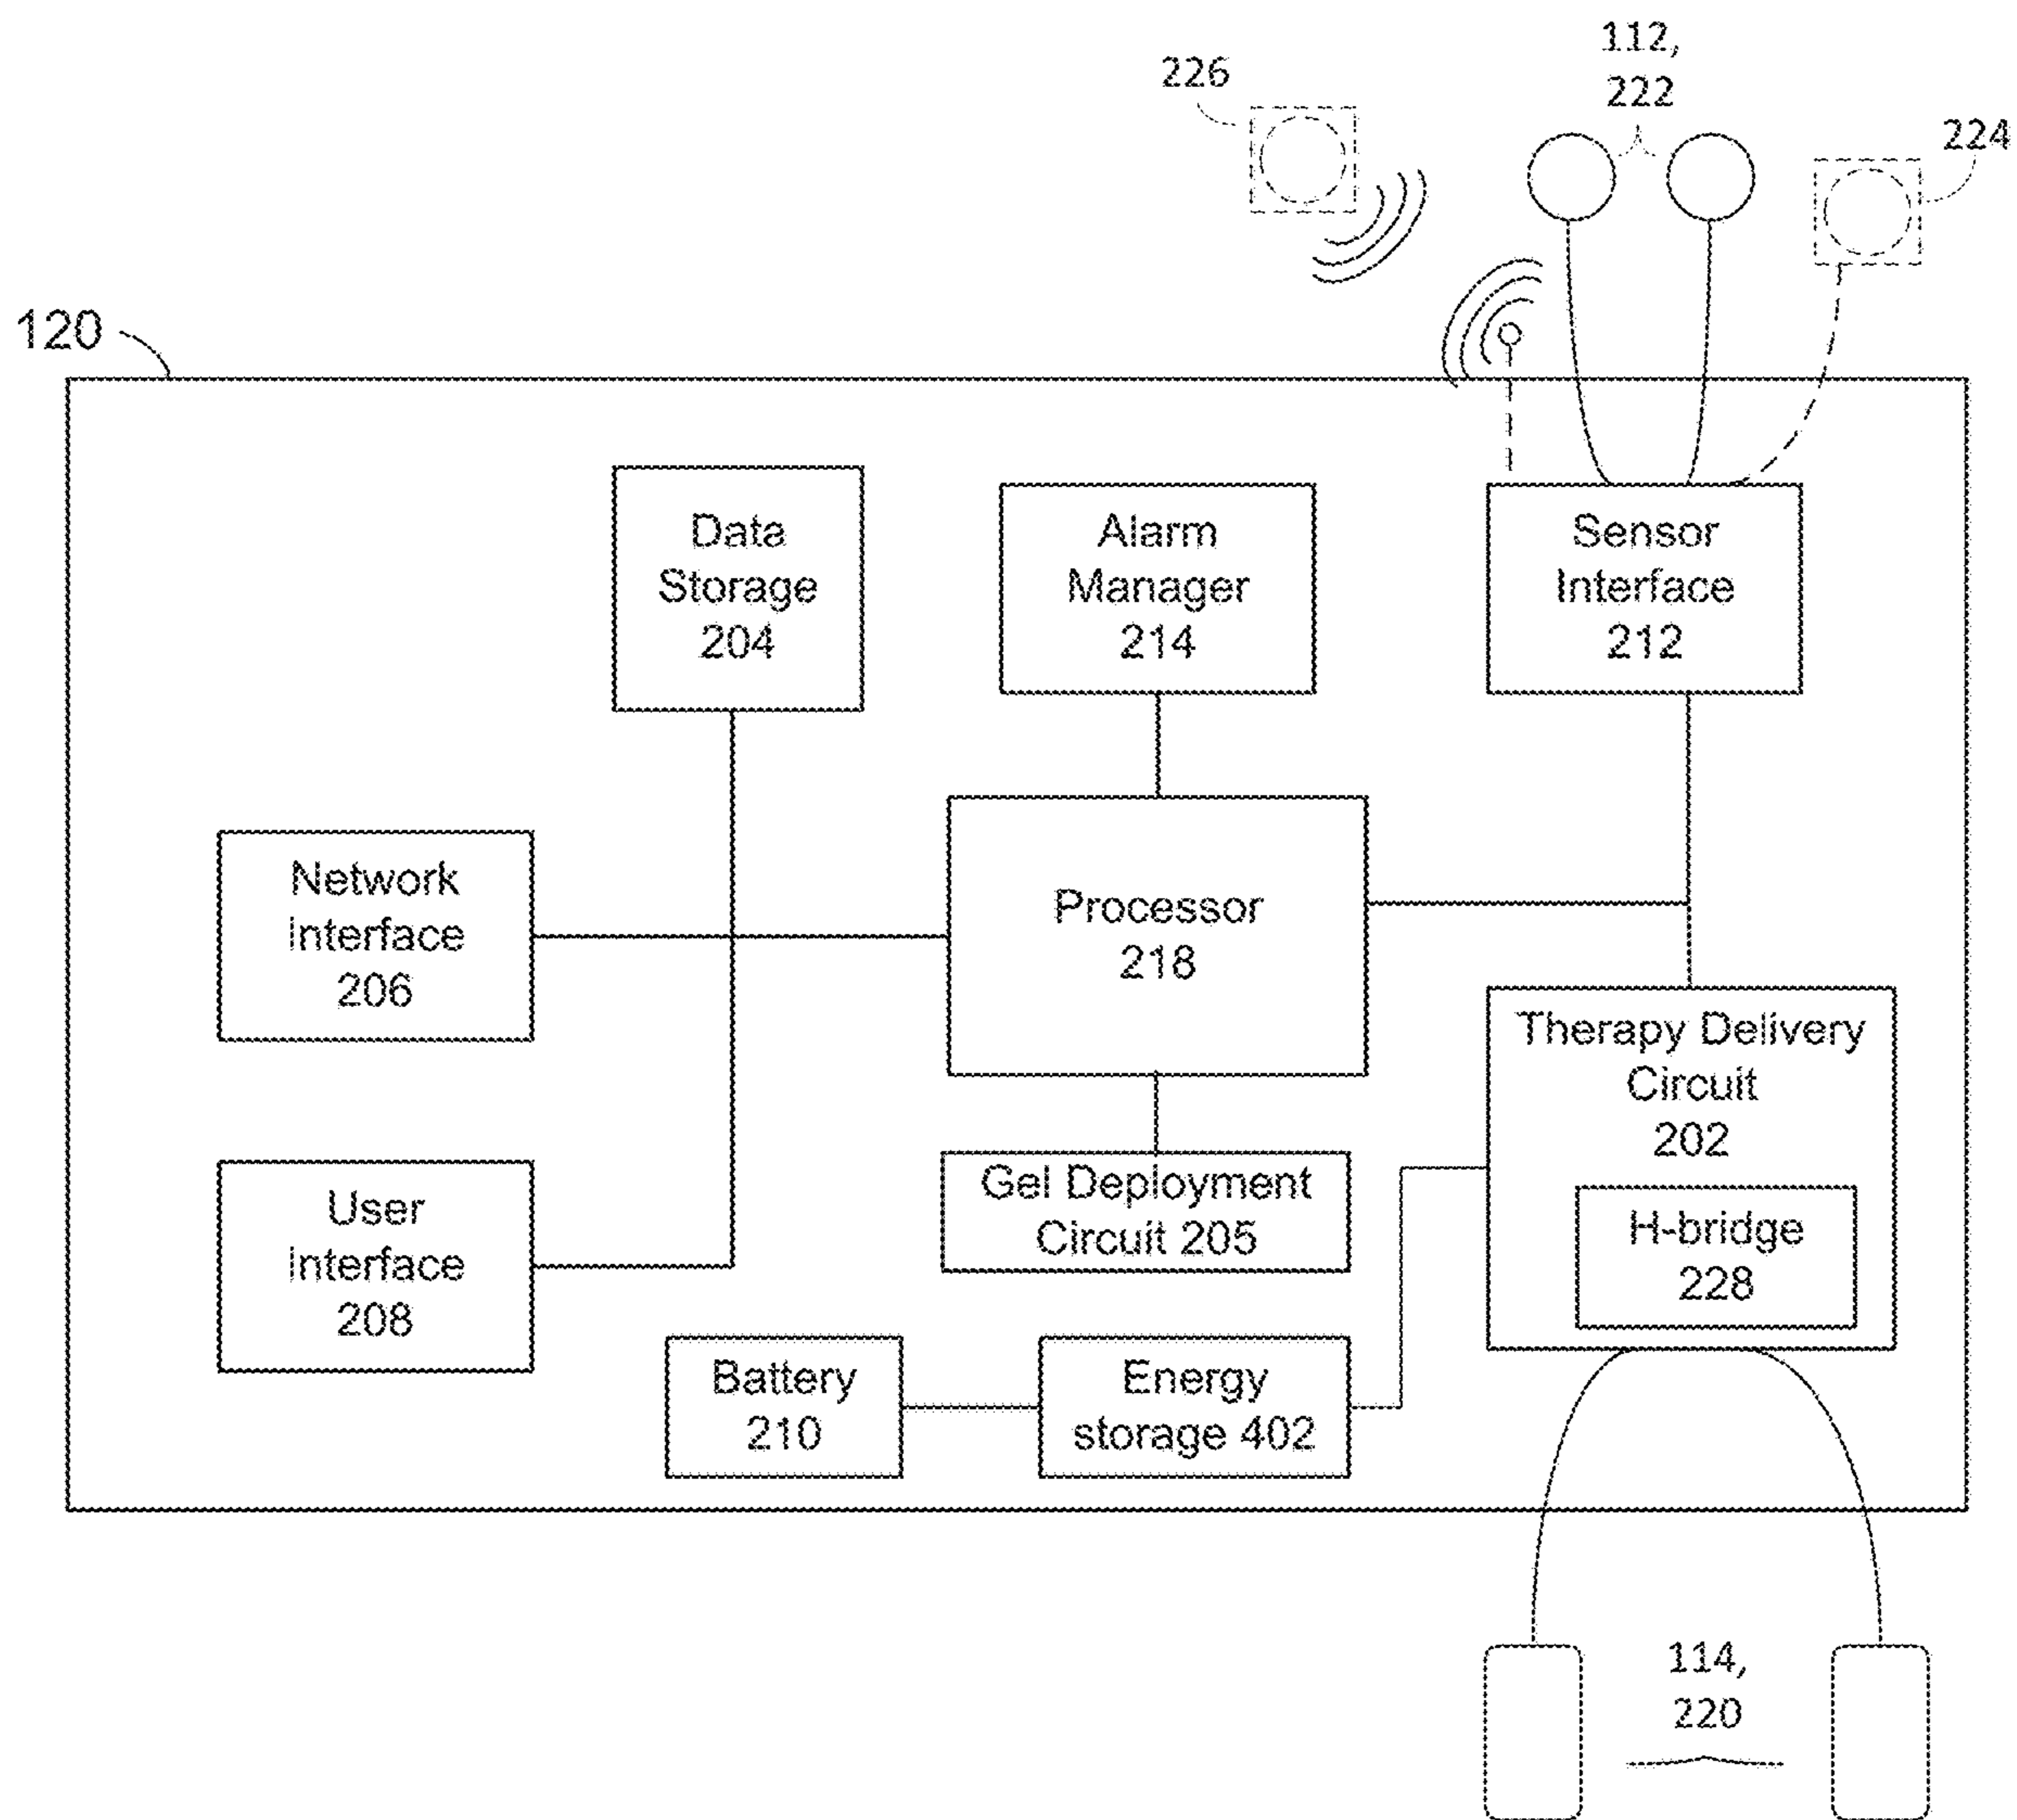 112,
222
226
224
120
Data
Storage
204
Alarm
Manager
214
Sensor
Interface
212
Network
Interface
206
Processor
218
Therapy Delivery
Circuit
202
H-bridge
228
Gel Deployment
Circuit 205
User
Interface
208
Battery
210
Energy
storage 402
114,
220